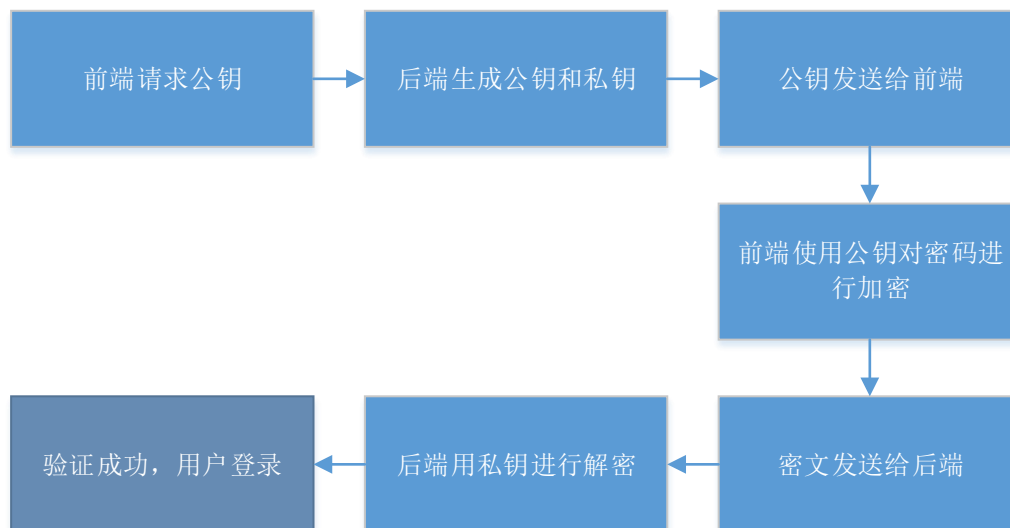 前端请求公钥
后端生成公钥和私钥
公钥发送给前端
前端使用公钥对密码进
行加密
密文发送给后端
后端用私钥进行解密
验证成功，用户登录